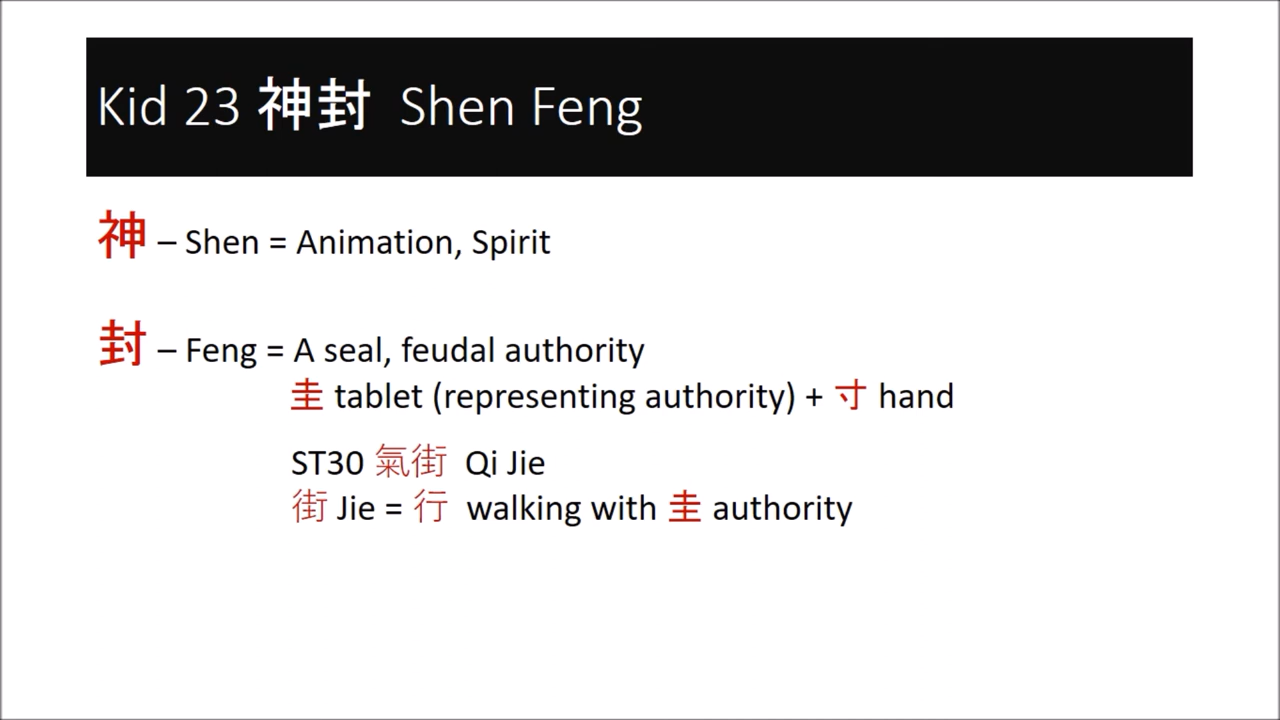 Kid 23 神封 Shen Feng
神 – Shen = Animation, Spirit
封 – Feng = A seal, feudal authority
圭 tablet (representing authority) + 寸 hand
ST30 氣街 Qi Jie
街 Jie = 行 walking with 圭 authority